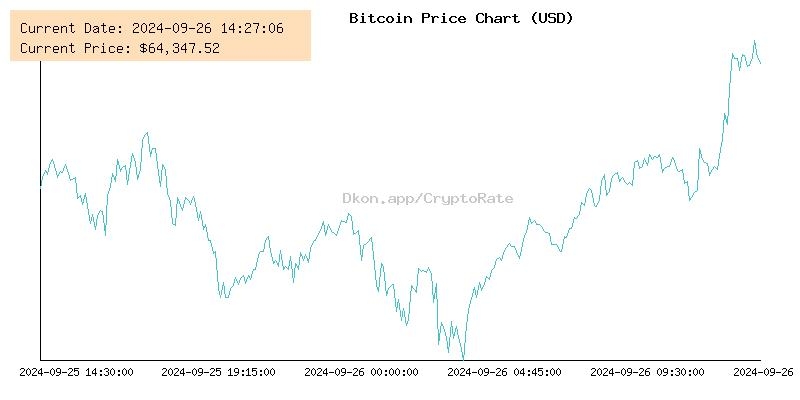 Bitcoin Price Chart (USD)
Current Date: 2024-09-26 14:27:06
Current Price: $64,347.52
Dkon.app/CryptoRate
2024-09-25 14:30:00 2024-09-25 19:15:00 2024-09-26 00:00:00 2024-09-26 04:45:00 2024-09-26 09:30:00 2024-09-26